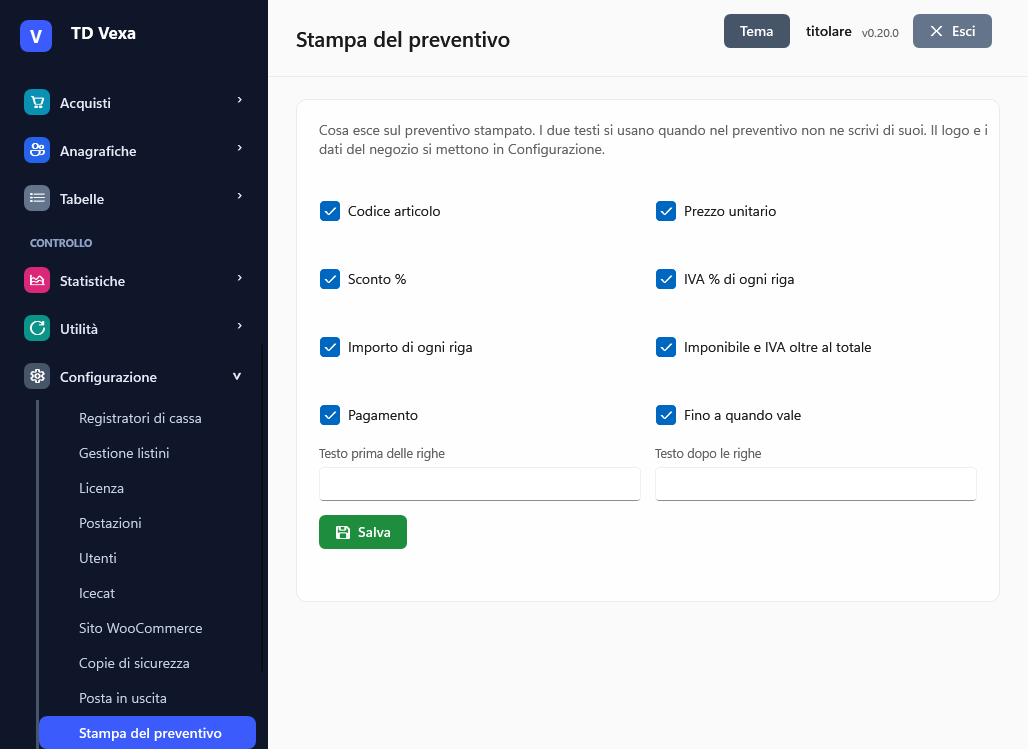 V
TD Vexa
Acquisti
Anagrafiche
Tabelle
CONTROLLO
Statistiche
Utilità
Configurazione
Registratori di cassa
Gestione listini
Licenza
Postazioni
Utenti
Icecat
Sito WooCommerce
Copie di sicurezza
Posta in uscita
Stampa del preventivo
Stampa del preventivo
Tema
titolare
v0.20.0
Esci
Cosa esce sul preventivo stampato. I due testi si usano quando nel preventivo non ne scrivi di suoi. Il logo e i
dati del negozio si mettono in Configurazione.
Codice articolo
Prezzo unitario
Sconto %
IVA % di ogni riga
Importo di ogni riga
Imponibile e IVA oltre al totale
Pagamento
Fino a quando vale
Testo prima delle righe
Testo dopo le righe
Salva